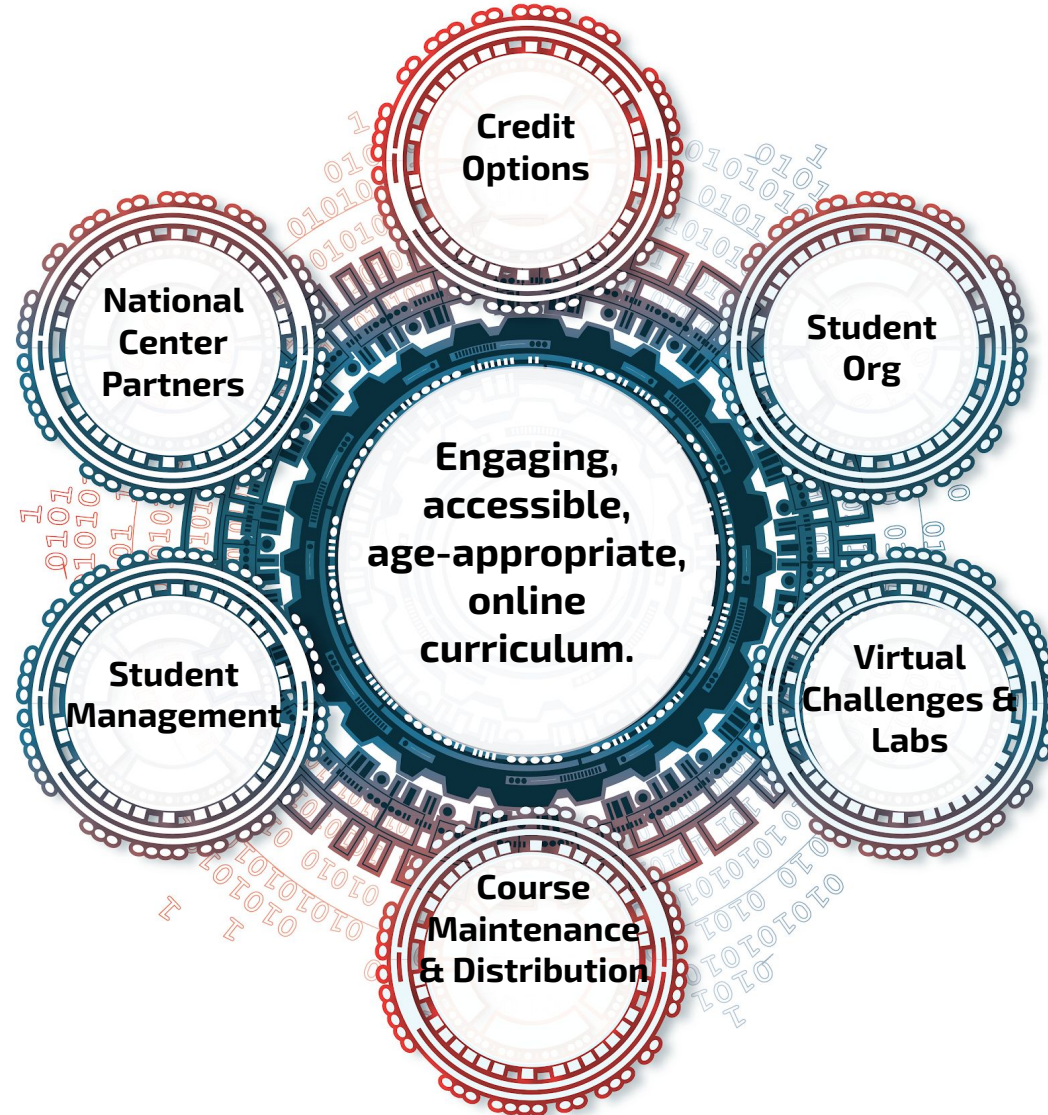 Credit
Options
Student
Org
Virtual
Challenges &
Labs
Course
Maintenance
& Distribution
Student
Management
National
Center
Partners
Engaging,
accessible,
age-appropriate,
online
curriculum.